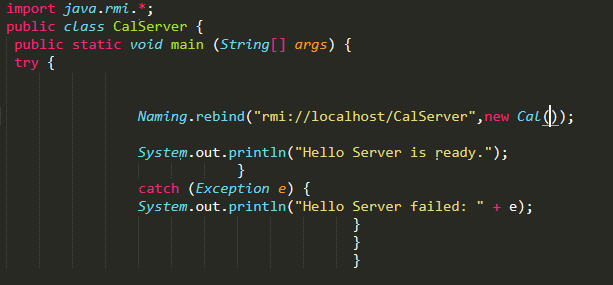 import java.rmi.*;
public class CalServer {
public static void main (String[] args) {
try {
Naming.rebind("rmi://localhost/CalServer",new Cal());
System.out.println("Hello Server is ready.");
}
catch (Exception e) {
System.out.println("Hello Server failed: " + e);
}
}
}